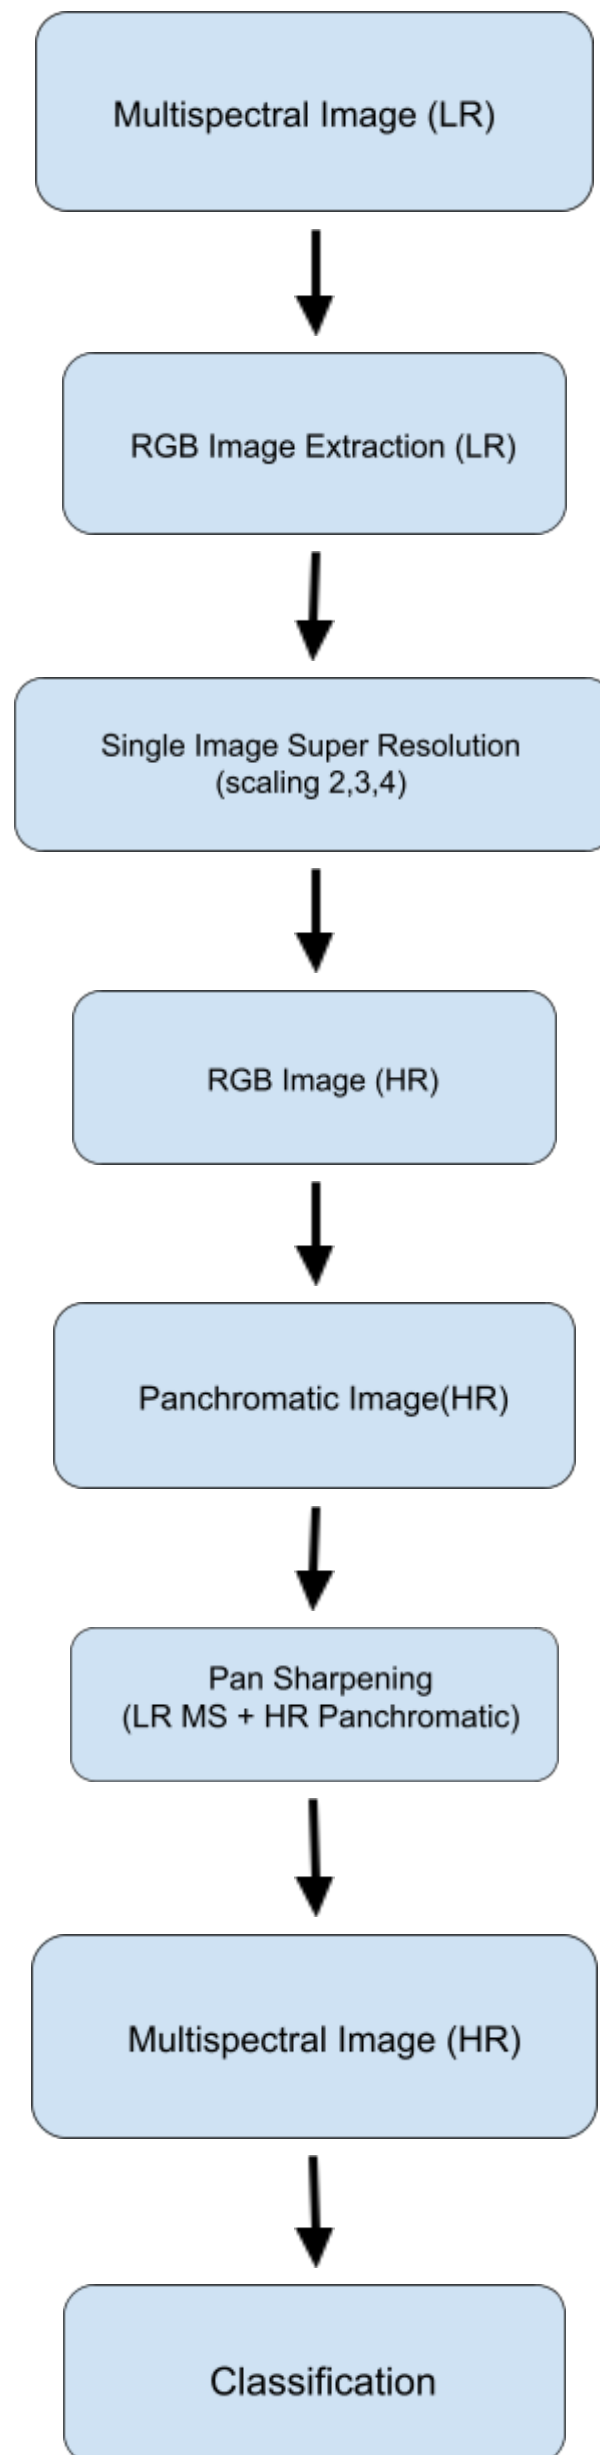 Multispectral Image (LR)
RGB Image Extraction (LR)
Single Image Super Resolution
(scaling 2,3,4)
RGB Image (HR)
Panchromatic Image(HR)
Pan Sharpening
(LR MS + HR Panchromatic)
Multispectral Image (HR)
Classification